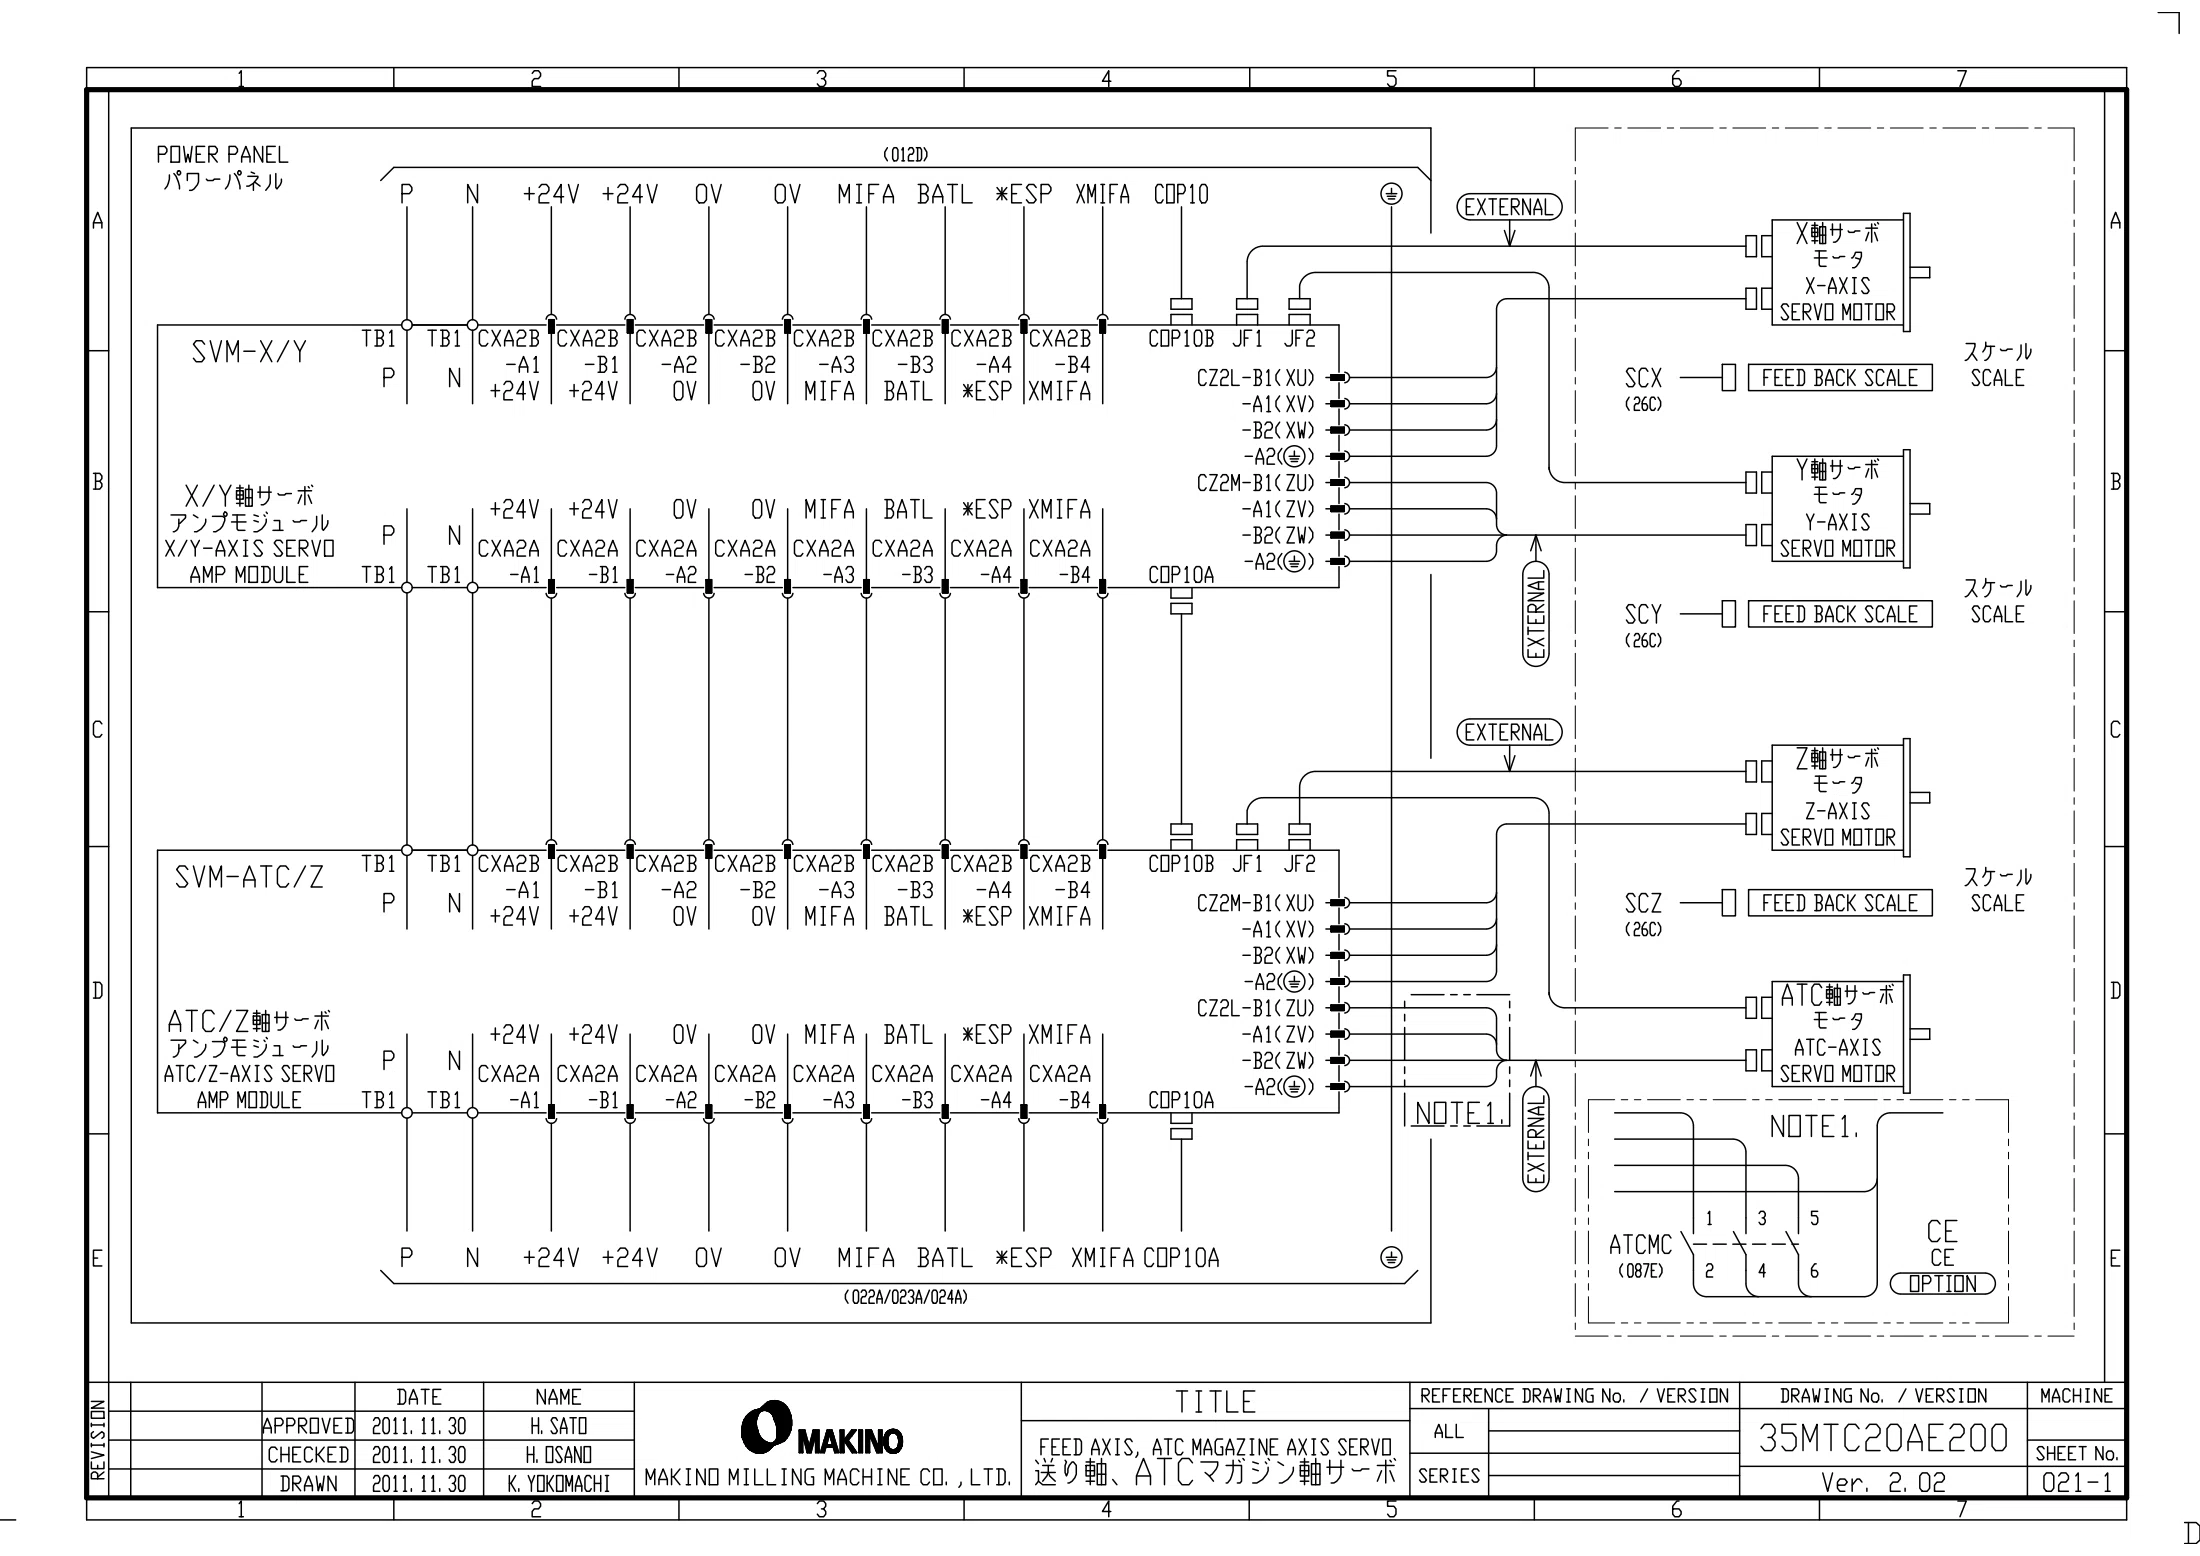 1 2 3 4 5 6 7
POWER PANEL
パワーパネル
(012D)
P N +24V +24V 0V 0V MIFA BATL *ESP XMIFA COP10
EXTERNAL
A A
X軸サーボ
モータ
X-AXIS
SERVO MOTOR
SVM-X/Y
TB1 TB1 CXA2B CXA2B CXA2B CXA2B CXA2B CXA2B CXA2B CXA2B COP10B JF1 JF2
-A1 -B1 -A2 -B2 -A3 -B3 -A4 -B4
P N +24V +24V 0V 0V MIFA BATL *ESP XMIFA
CZ2L-B1(XU)
-A1(XV)
-B2(XW)
-A2( )
CZ2M-B1(ZU)
-A1(ZV)
-B2(ZW)
-A2( )
SCX
(26C)
FEED BACK SCALE
スケール
SCALE
B B
Y軸サーボ
モータ
Y-AXIS
SERVO MOTOR
X/Y軸サーボ
アンプモジュール
X/Y-AXIS SERVO
AMP MODULE
+24V +24V 0V 0V MIFA BATL *ESP XMIFA
P N CXA2A CXA2A CXA2A CXA2A CXA2A CXA2A CXA2A CXA2A
TB1 TB1 -A1 -B1 -A2 -B2 -A3 -B3 -A4 -B4 COP10A
EXTERNAL
SCY
(26C)
FEED BACK SCALE
スケール
SCALE
C C
EXTERNAL
Z軸サーボ
モータ
Z-AXIS
SERVO MOTOR
SVM-ATC/Z
TB1 TB1 CXA2B CXA2B CXA2B CXA2B CXA2B CXA2B CXA2B CXA2B COP10B JF1 JF2
-A1 -B1 -A2 -B2 -A3 -B3 -A4 -B4
P N +24V +24V 0V 0V MIFA BATL *ESP XMIFA
CZ2M-B1(XU)
-A1(XV)
-B2(XW)
-A2( )
CZ2L-B1(ZU)
-A1(ZV)
-B2(ZW)
-A2( )
SCZ
(26C)
FEED BACK SCALE
スケール
SCALE
D D
ATC軸サーボ
モータ
ATC-AXIS
SERVO MOTOR
ATC/Z軸サーボ
アンプモジュール
ATC/Z-AXIS SERVO
AMP MODULE
+24V +24V 0V 0V MIFA BATL *ESP XMIFA
P N CXA2A CXA2A CXA2A CXA2A CXA2A CXA2A CXA2A CXA2A
TB1 TB1 -A1 -B1 -A2 -B2 -A3 -B3 -A4 -B4 COP10A
NOTE1.
EXTERNAL
NOTE1.
1 3 5
ATCMC
(087E)
2 4 6
CE
CE
OPTION
E E
P N +24V +24V 0V 0V MIFA BATL *ESP XMIFA COP10A
(022A/023A/024A)
REVISION
DATE NAME
APPROVED 2011.11.30 H. SATO
CHECKED 2011.11.30 H. OSANO
DRAWN 2011.11.30 K. YOKOMACHI
MAKINO
MAKINO MILLING MACHINE CO.,LTD.
TITLE
FEED AXIS, ATC MAGAZINE AXIS SERVO
送り軸、ATCマガジン軸サーボ
REFERENCE DRAWING No. / VERSION
ALL
SERIES
DRAWING No. / VERSION
35MTC20AE200
Ver. 2.02
MACHINE
SHEET No.
021-1
1 2 3 4 5 6 7
D